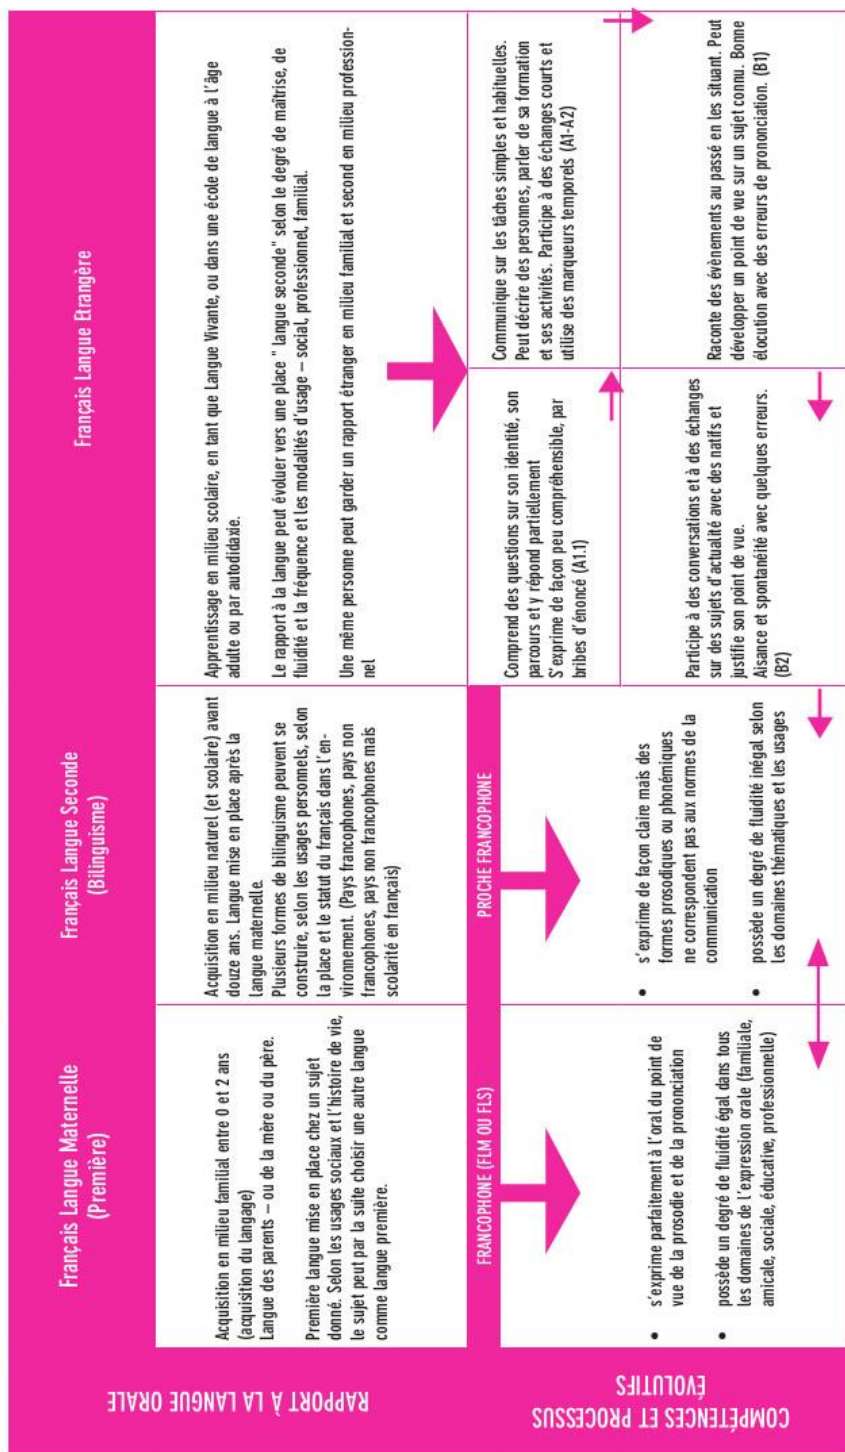 Français Langue Maternelle
(Première)
Français Langue Seconde
(Bilinguisme)
Français Langue Etrangère
RAPPORT À LA LANGUE ORALE
Acquisition en milieu familial entre 0 et 2 ans
(acquisition du langage)
Langue des parents – ou de la mère ou du père.
Première langue mise en place chez un sujet
donné. Selon les usages sociaux et l'histoire de vie,
le sujet peut par la suite choisir une autre langue
comme langue première.
Acquisition en milieu naturel (et scolaire) avant
douze ans. Langue mise en place après la
langue maternelle.
Plusieurs formes de bilinguisme peuvent se
construire, selon les usages personnels, selon
la place et le statut du français dans l'en-
vironnement. (Pays francophones, pays non
francophones, pays non francophones mais
scolarité en français)
Apprentissage en milieu scolaire, en tant que Langue Vivante, ou dans une école de langue à l'âge
adulte ou par autodidaxie.
Le rapport à la langue peut évoluer vers une place " langue seconde" selon le degré de maîtrise, de
fluidité et la fréquence et les modalités d'usage – social, professionnel, familial.
Une même personne peut garder un rapport étranger en milieu familial et second en milieu profession-
nel
COMPÉTENCES ET PROCESSUS
ÉVOLUTIFS
FRANCOPHONE (FLM OU FLS)
• s'exprime parfaitement à l'oral du point de
vue de la prosodie et de la prononciation
• possède un degré de fluidité égal dans tous
les domaines de l'expression orale (familiale,
amicale, sociale, éducative, professionnelle)
PROCHE FRANCOPHONE
• s'exprime de façon claire mais des
formes prosodiques ou phonémiques
ne correspondent pas aux normes de la
communication
• possède un degré de fluidité inégal selon
les domaines thématiques et les usages
Comprend des questions sur son identité, son
parcours et y répond partiellement
S'exprime de façon peu compréhensible, par
bribes d'énoncé (A1.1)
Communique sur les tâches simples et habituelles.
Peut décrire des personnes, parler de sa formation
et ses activités. Participe à des échanges courts et
utilise des marqueurs temporels (A1-A2)
Participe à des conversations et à des échanges
sur des sujets d'actualité avec des natifs et
justifie son point de vue.
Aisance et spontanéité avec quelques erreurs.
(B2)
Raconte des évènements au passé en les situant. Peut
développer un point de vue sur un sujet connu. Bonne
élocution avec des erreurs de prononciation. (B1)